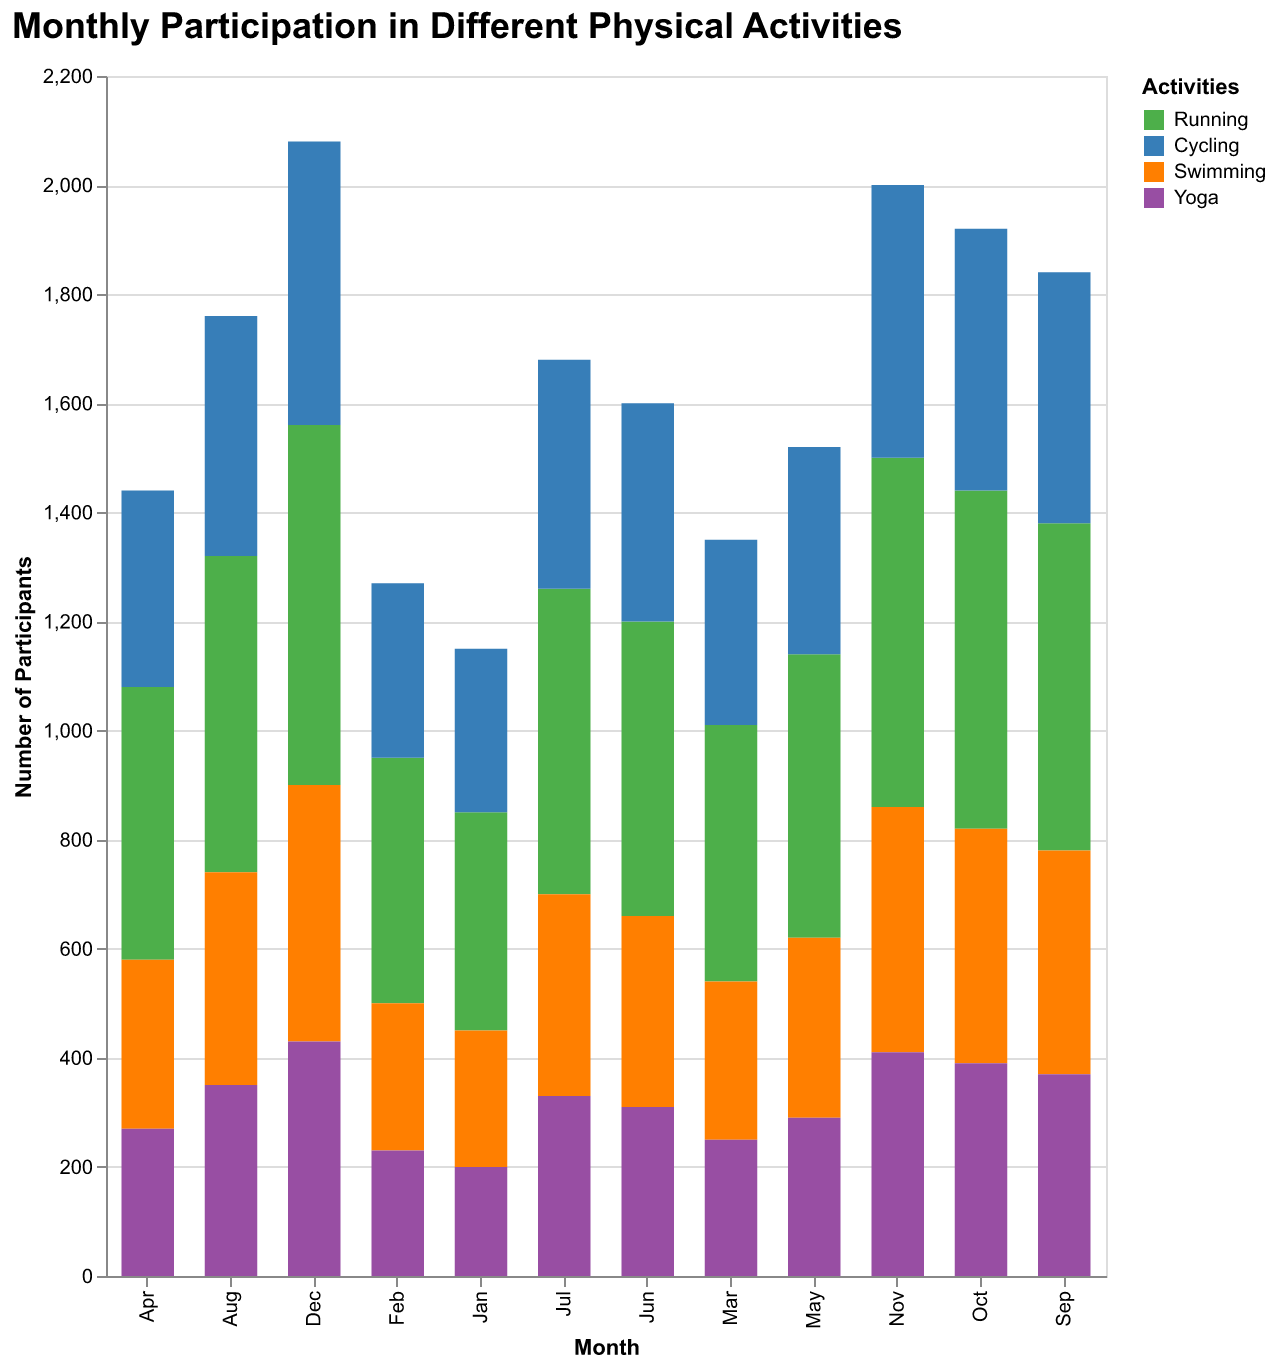 Monthly Participation in Different Physical Activities
Activities
Running
Cycling
Swimming
Yoga
Number of Participants
2,200
2,000
1,800
1,600
1,400
1,200
1,000
800
600
400
200
0
Apr
Aug
Dec
Feb
Jan
Jul
Jun
Mar
May
Nov
Oct
Sep
Month